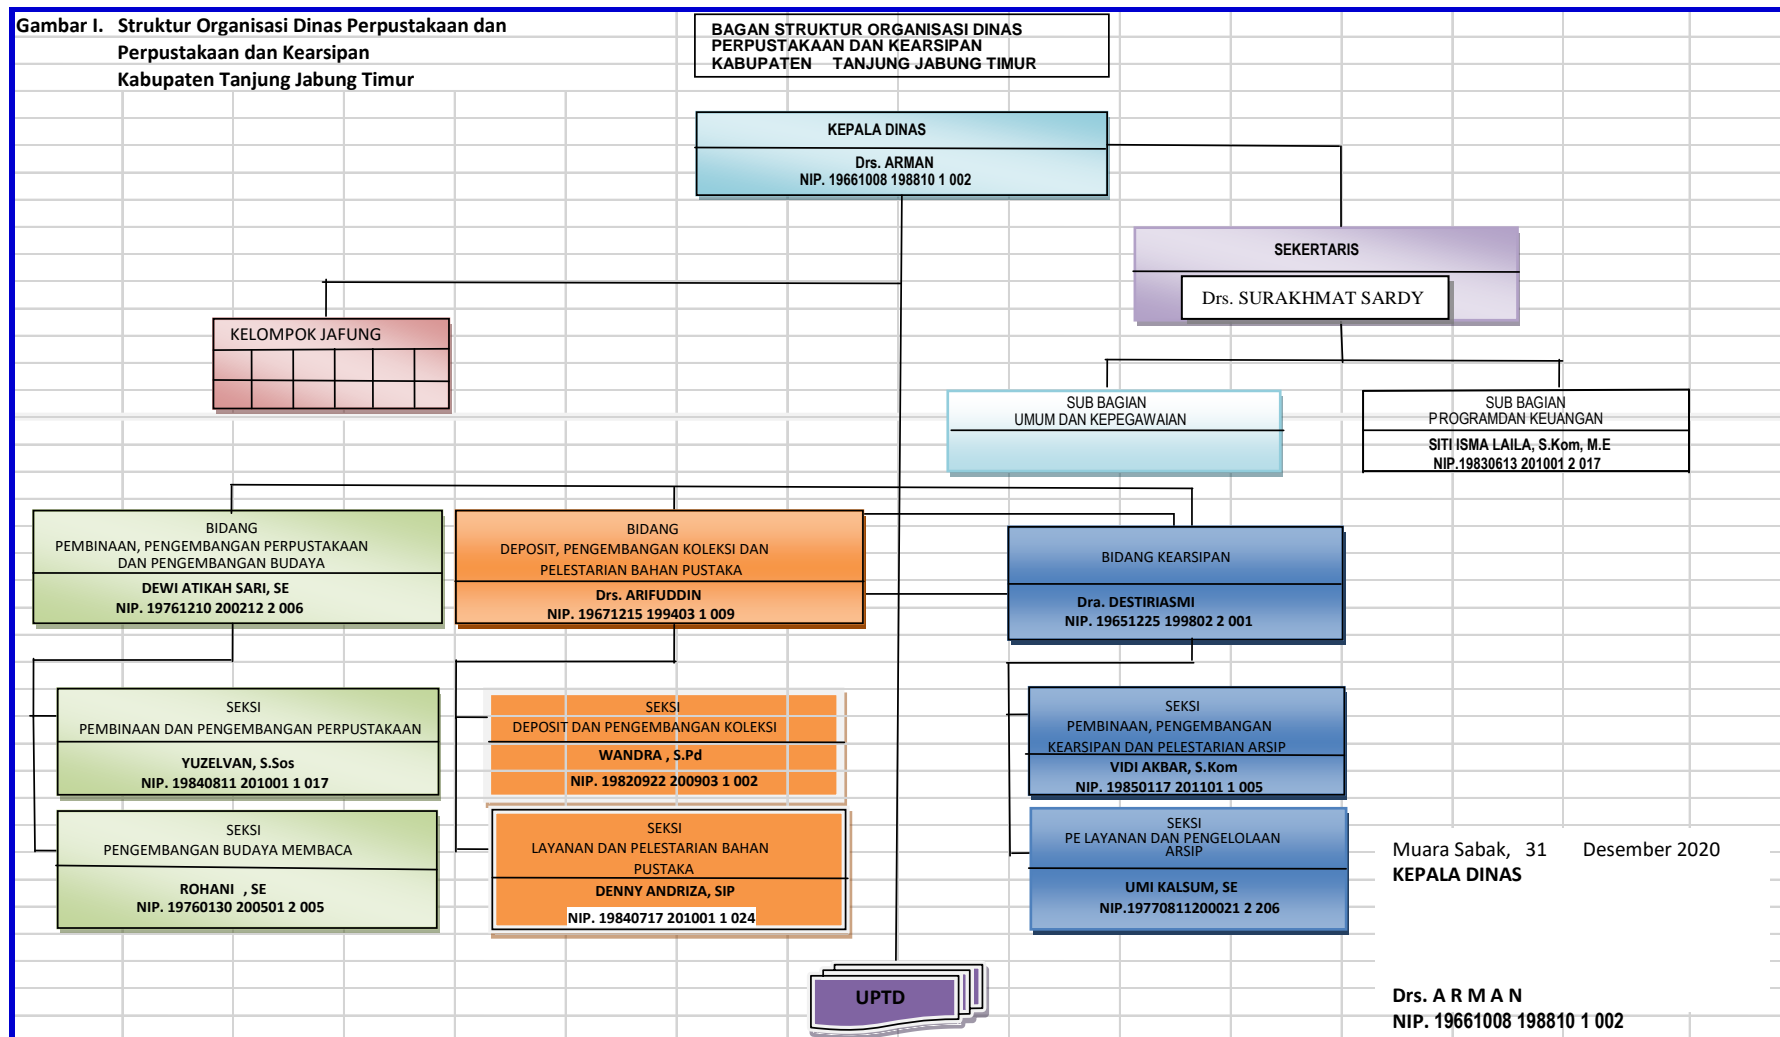 Gambar I. Struktur Organisasi Dinas Perpustakaan dan
Perpustakaan dan Kearsipan
Kabupaten Tanjung Jabung Timur
BAGAN STRUKTUR ORGANISASI DINAS
PERPUSTAKAAN DAN KEARSIPAN
KABUPATEN TANJUNG JABUNG TIMUR
KEPALA DINAS
Drs. ARMAN
NIP. 19661008 198810 1 002
SEKERTARIS
Drs. SURAKHMAT SARDY
KELOMPOK JAFUNG
SUB BAGIAN
UMUM DAN KEPEGAWAIAN
SUB BAGIAN
PROGRAMDAN KEUANGAN
SITI ISMA LAILA, S.Kom, M.E
NIP.19830613 201001 2 017
BIDANG
PEMBINAAN, PENGEMBANGAN PERPUSTAKAAN
DAN PENGEMBANGAN BUDAYA
DEWI ATIKAH SARI, SE
NIP. 19761210 200212 2 006
BIDANG
DEPOSIT, PENGEMBANGAN KOLEKSI DAN
PELESTARIAN BAHAN PUSTAKA
Drs. ARIFUDDIN
NIP. 19671215 199403 1 009
BIDANG KEARSIPAN
Dra. DESTIRIASMI
NIP. 19651225 199802 2 001
SEKSI
PEMBINAAN DAN PENGEMBANGAN PERPUSTAKAAN
YUZELVAN, S.Sos
NIP. 19840811 201001 1 017
SEKSI
DEPOSIT DAN PENGEMBANGAN KOLEKSI
WANDRA , S.Pd
NIP. 19820922 200903 1 002
SEKSI
PEMBINAAN, PENGEMBANGAN
KEARSIPAN DAN PELESTARIAN ARSIP
VIDI AKBAR, S.Kom
NIP. 19850117 201101 1 005
SEKSI
PENGEMBANGAN BUDAYA MEMBACA
ROHANI , SE
NIP. 19760130 200501 2 005
SEKSI
LAYANAN DAN PELESTARIAN BAHAN
PUSTAKA
DENNY ANDRIZA, SIP
NIP. 19840717 201001 1 024
SEKSI
PE LAYANAN DAN PENGELOLAAN
ARSIP
UMI KALSUM, SE
NIP.19770811200021 2 206
UPTD
Muara Sabak, 31 Desember 2020
KEPALA DINAS
Drs. A R M A N
NIP. 19661008 198810 1 002